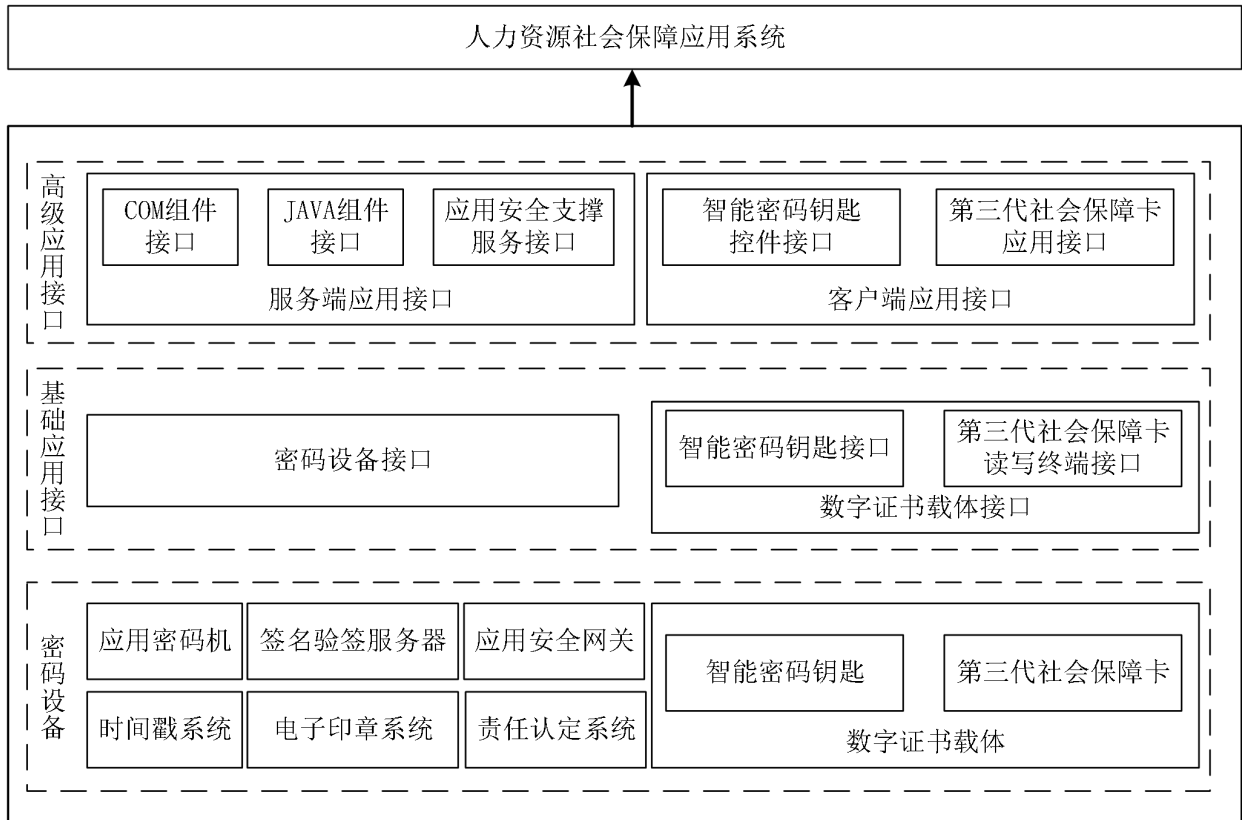 人力资源社会保障应用系统
高级应用接口
COM组件
接口
JAVA组件
接口
应用安全支撑
服务接口
服务端应用接口
智能密码钥匙
控件接口
第三代社会保障卡
应用接口
客户端应用接口
基础应用接口
密码设备接口
智能密码钥匙接口
第三代社会保障卡
读写终端接口
数字证书载体接口
密码设备
应用密码机
签名验签服务器
应用安全网关
时间戳系统
电子印章系统
责任认定系统
智能密码钥匙
第三代社会保障卡
数字证书载体